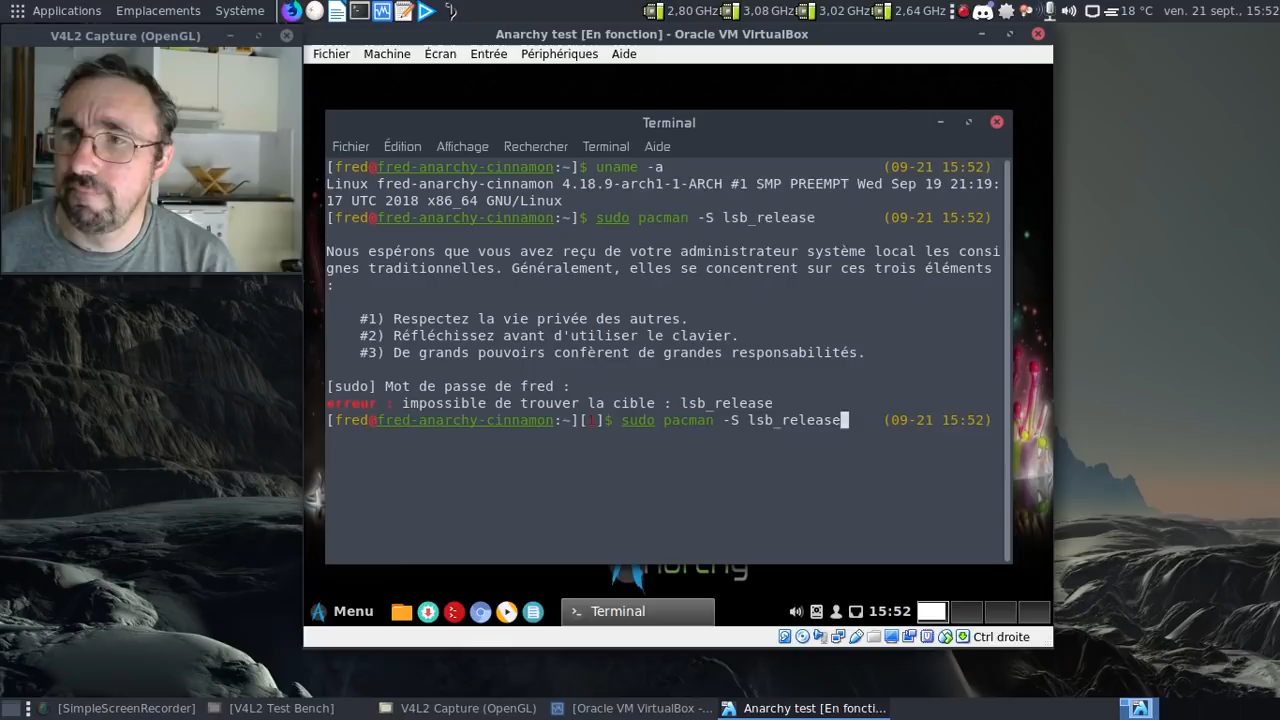 Applications Emplacements Système 2,80 GHz 3,08 GHz 3,02 GHz 2,64 GHz 18 °C ven. 21 sept., 15:52
V4L2 Capture (OpenGL)
Anarchy test [En fonction] - Oracle VM VirtualBox
Fichier Machine Écran Entrée Périphériques Aide
Terminal
Fichier Édition Affichage Rechercher Terminal Aide
[fred@fred-anarchy-cinnamon:~]$ uname -a (09-21 15:52)
Linux fred-anarchy-cinnamon 4.18.9-arch1-1-ARCH #1 SMP PREEMPT Wed Sep 19 21:19:
17 UTC 2018 x86_64 GNU/Linux
[fred@fred-anarchy-cinnamon:~]$ sudo pacman -S lsb_release (09-21 15:52)
Nous espérons que vous avez reçu de votre administrateur système local les consi
gnes traditionnelles. Généralement, elles se concentrent sur ces trois éléments
:
#1) Respectez la vie privée des autres.
#2) Réfléchissez avant d'utiliser le clavier.
#3) De grands pouvoirs confèrent de grandes responsabilités.
[sudo] Mot de passe de fred :
erreur : impossible de trouver la cible : lsb_release
[fred@fred-anarchy-cinnamon:~][!]$ sudo pacman -S lsb_release (09-21 15:52)
Menu Terminal 15:52
Ctrl droite
[SimpleScreenRecorder] [V4L2 Test Bench] V4L2 Capture (OpenGL) [Oracle VM VirtualBox -... Anarchy test [En foncti...